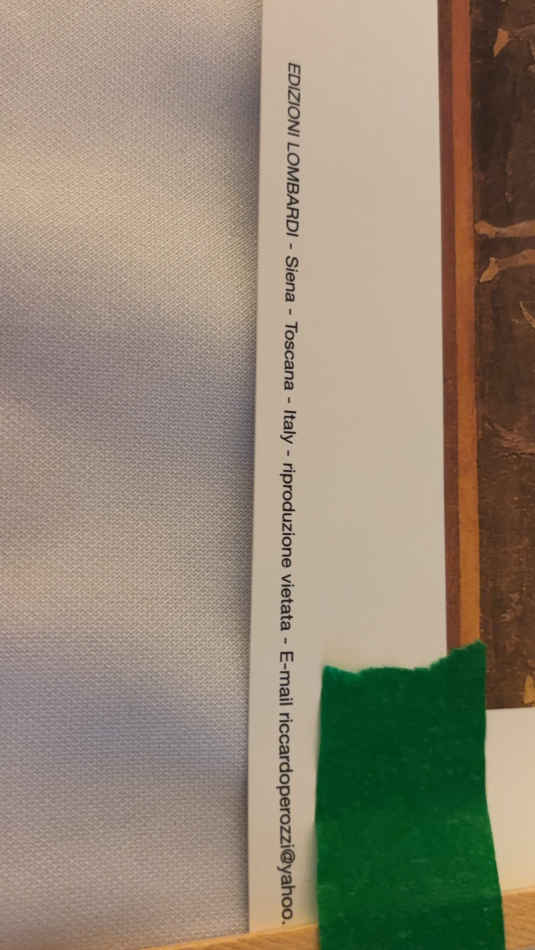 EDIZIONI LOMBARDI - Siena - Toscana - Italy - riproduzione vietata - E-mail riccardoperozzi@yahoo.